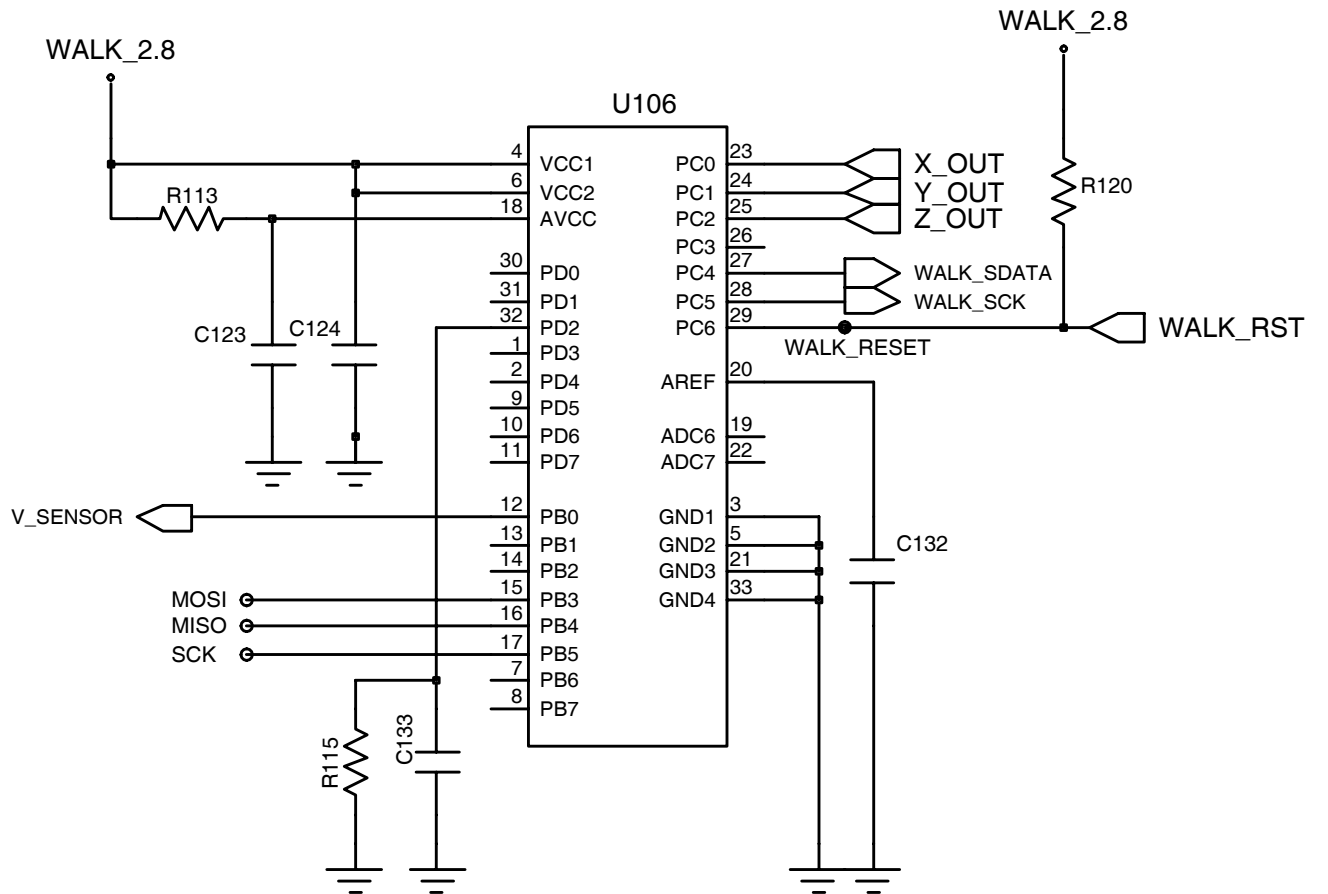 WALK_2.8
WALK_2.8
U106
4 VCC1 PC0 23 X_OUT
6 VCC2 PC1 24 Y_OUT
R113 18 AVCC PC2 25 Z_OUT
R120
PC3 26
30 PD0 PC4 27 WALK_SDATA
31 PD1 PC5 28 WALK_SCK
32 PD2 PC6 29 WALK_RST
WALK_RESET
C123 C124
1 PD3
2 PD4 AREF 20
9 PD5
10 PD6 ADC6 19
11 PD7 ADC7 22
V_SENSOR 12 PB0 GND1 3
13 PB1 GND2 5 C132
14 PB2 GND3 21
MOSI 15 PB3 GND4 33
MISO 16 PB4
SCK 17 PB5
7 PB6
8 PB7
R115 C133